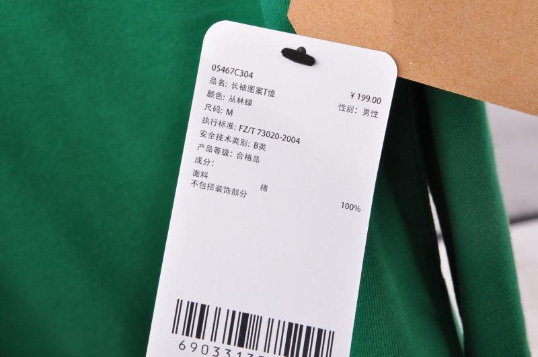 05467C304
品名: 长袖图案T恤 ￥199.00
颜色: 丛林绿 性别: 男性
尺码: M
执行标准: FZ/T 73020-2004
安全技术类别: B类
产品等级: 合格品
成分:
面料 棉 100%
不包括装饰部分
6903313